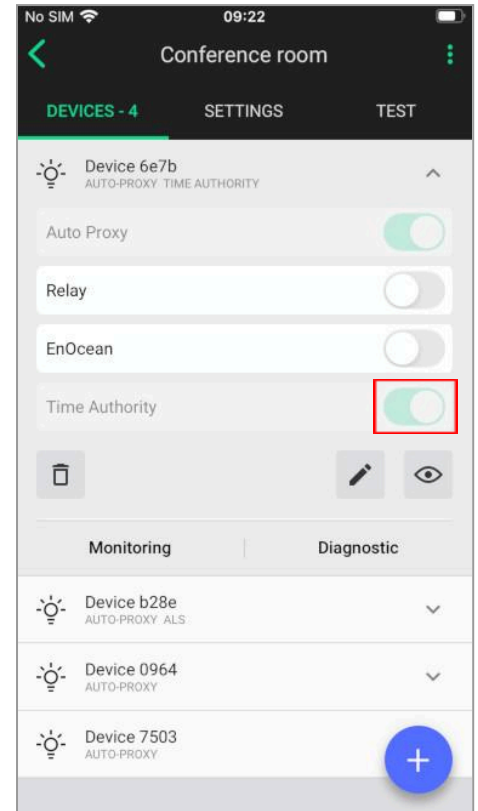 No SIM 09:22
Conference room
DEVICES - 4 SETTINGS TEST
Device 6e7b
AUTO-PROXY TIME AUTHORITY
Auto Proxy
Relay
EnOcean
Time Authority
Monitoring Diagnostic
Device b28e
AUTO-PROXY ALS
Device 0964
AUTO-PROXY
Device 7503
AUTO-PROXY